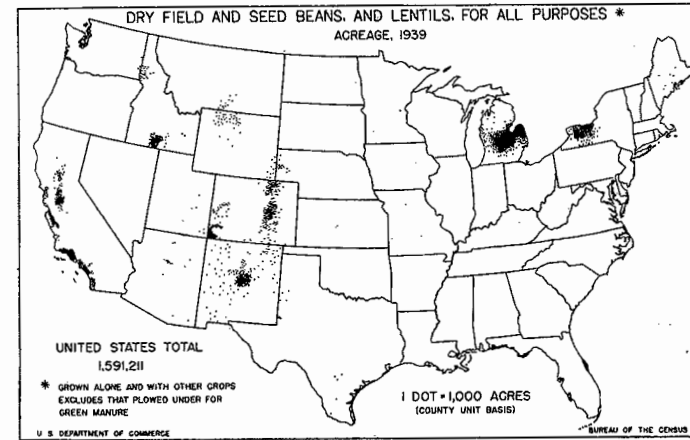 DRY FIELD AND SEED BEANS, AND LENTILS, FOR ALL PURPOSES *
ACREAGE, 1939
UNITED STATES TOTAL
1,591,211
* GROWN ALONE AND WITH OTHER CROPS
EXCLUDES THAT PLOWED UNDER FOR
GREEN MANURE
1 DOT = 1,000 ACRES
(COUNTY UNIT BASIS)
U S DEPARTMENT OF COMMERCE
BUREAU OF THE CENSUS